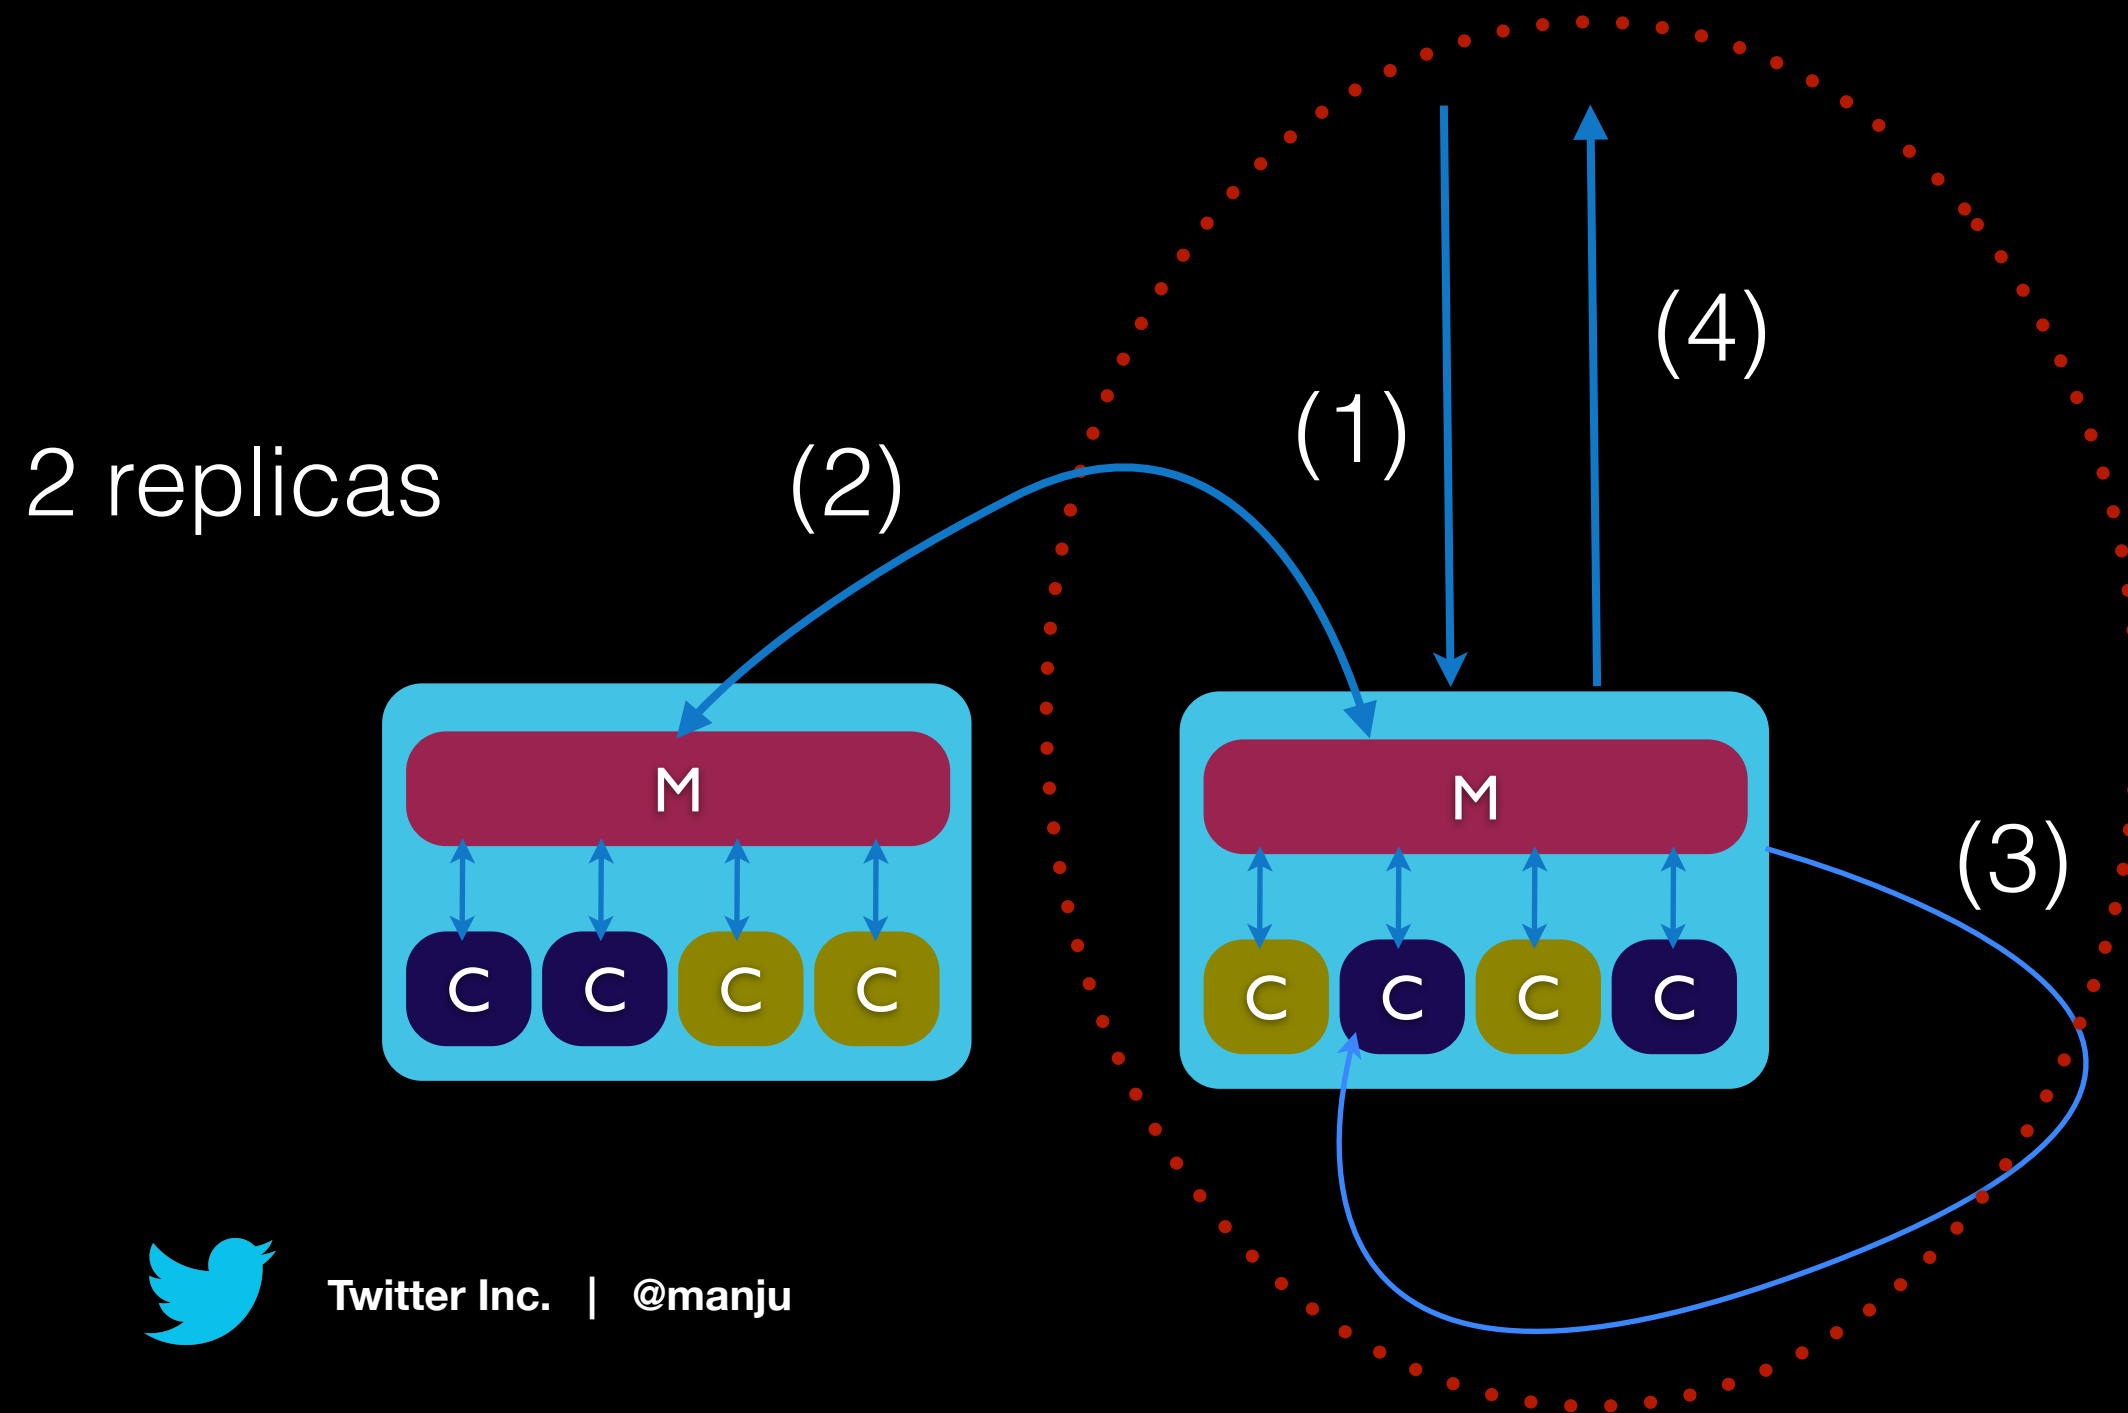 (4)
(1)
2 replicas
(2)
M
M
(3)
C C C C
C C C C
Twitter Inc. | @manju